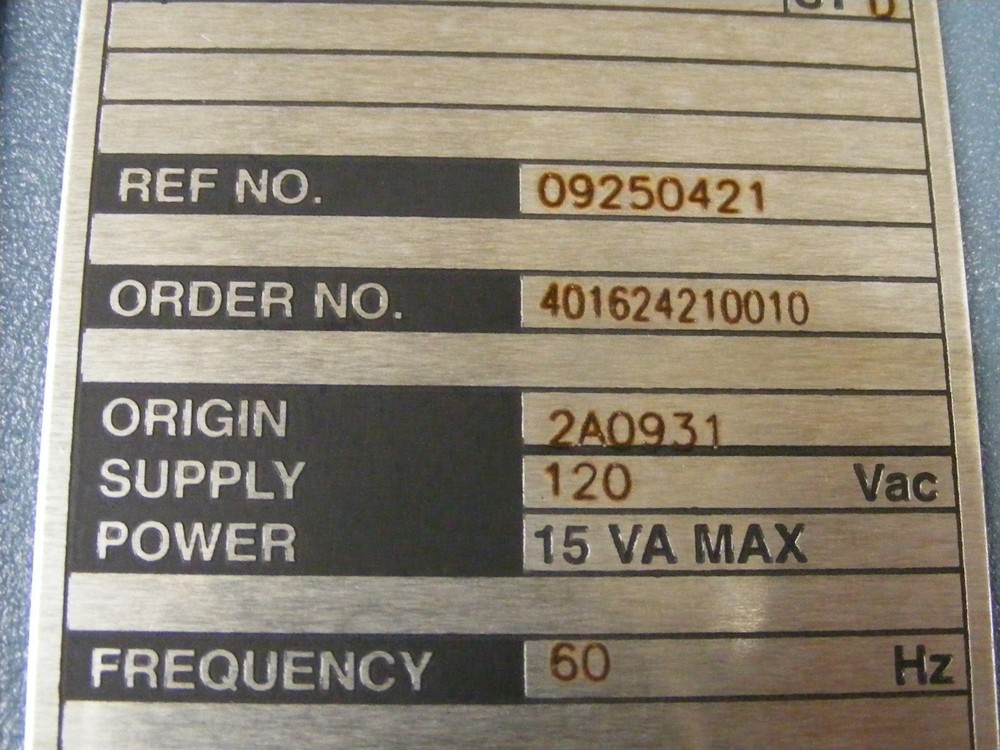 REF NO. 09250421
ORDER NO. 401624210010
ORIGIN 2A0931
SUPPLY 120 Vac
POWER 15 VA MAX
FREQUENCY 60 Hz